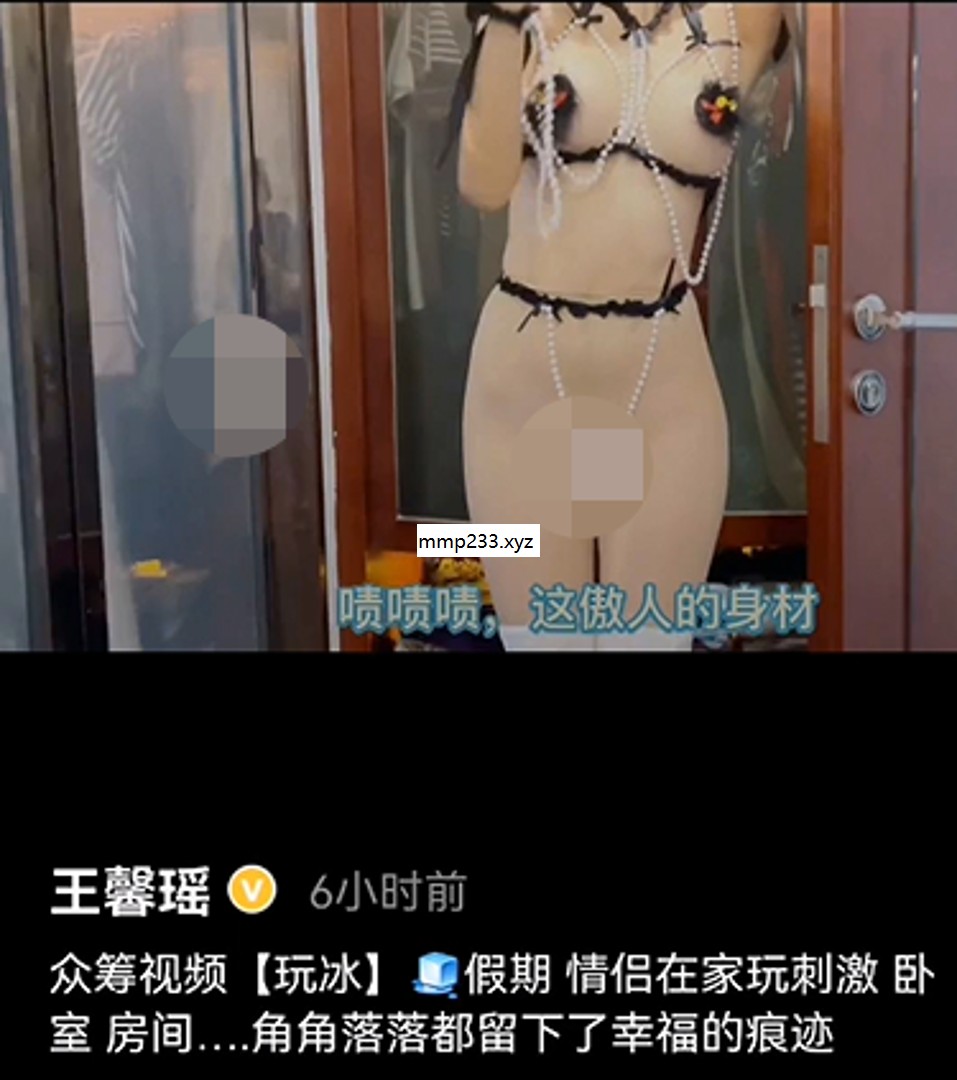 mmp233.xyz
啧啧啧，这傲人的身材
王馨瑶 V 6小时前
众筹视频【玩冰】🧊假期 情侣在家玩刺激 卧
室 房间....角角落落都留下了幸福的痕迹